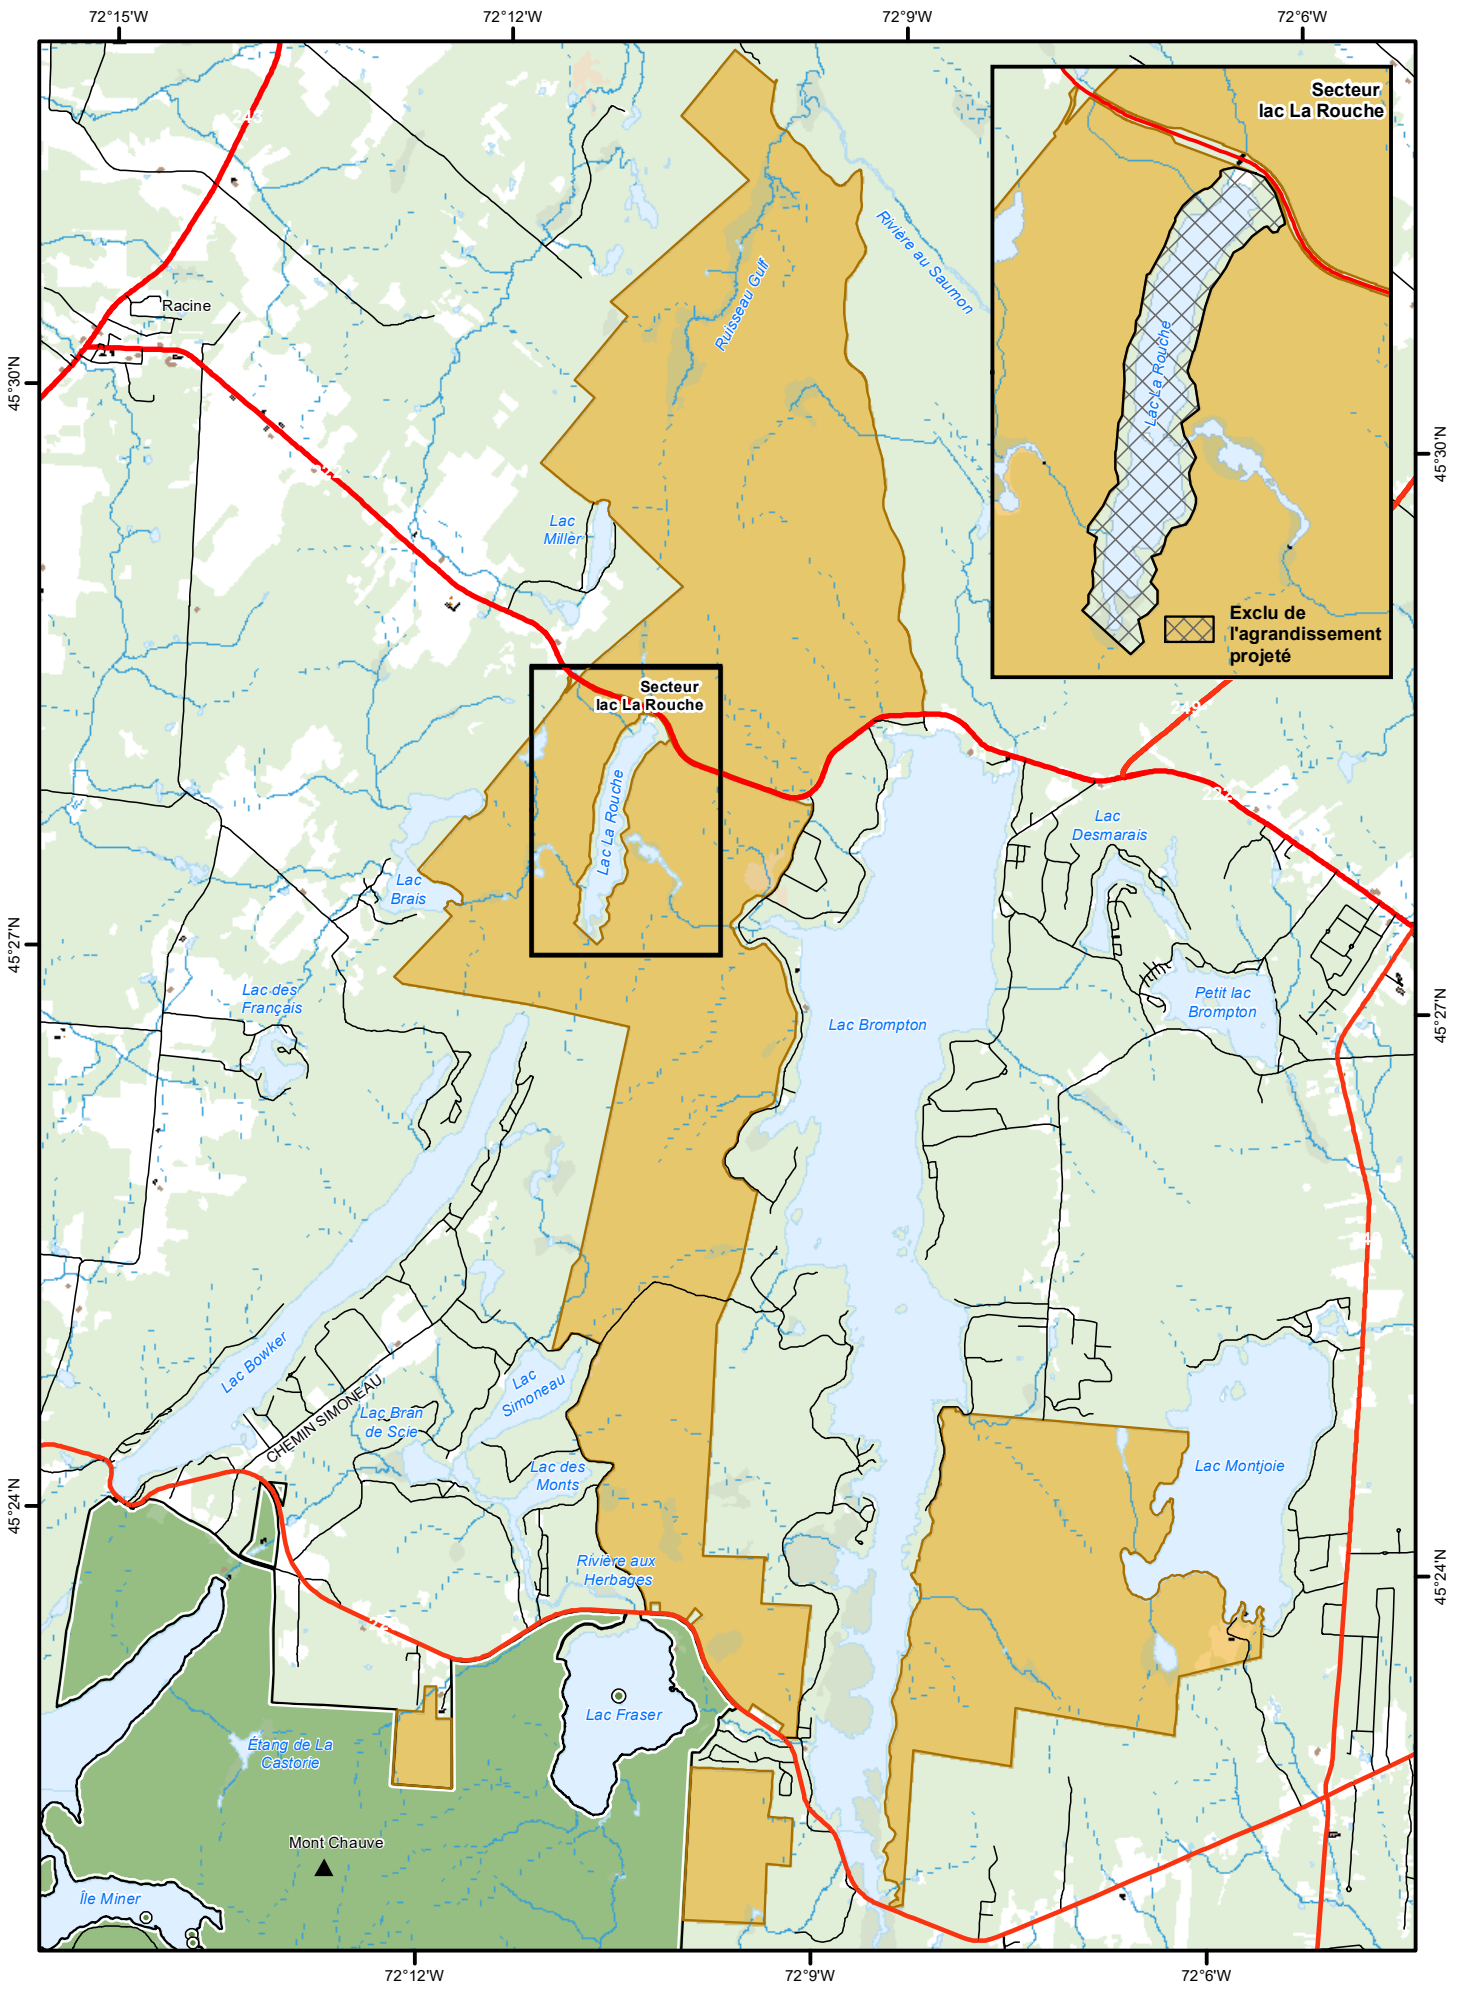 72°15'W
72°12'W
72°9'W
72°6'W
Secteur
lac La Rouche
243
Rivière au Saumon
Ruisseau Gulf
Racine
Lac La Rouche
45°30'N
45°30'N
Lac
Miller
Exclu de
l'agrandissement
projeté
Secteur
lac La Rouche
249
222
Lac La Rouche
Lac
Desmarais
Lac
Brais
45°27'N
Lac des
Français
Petit lac
Brompton
Lac Brompton
45°27'N
Lac Bowker
Lac
Simoneau
CHEMIN SIMONEAU
Lac Bran
de Scie
Lac des
Monts
Lac Montjoie
45°24'N
Rivière aux
Herbages
45°24'N
Lac Fraser
Étang de La
Castorie
Mont Chauve
Île Miner
72°12'W
72°9'W
72°6'W